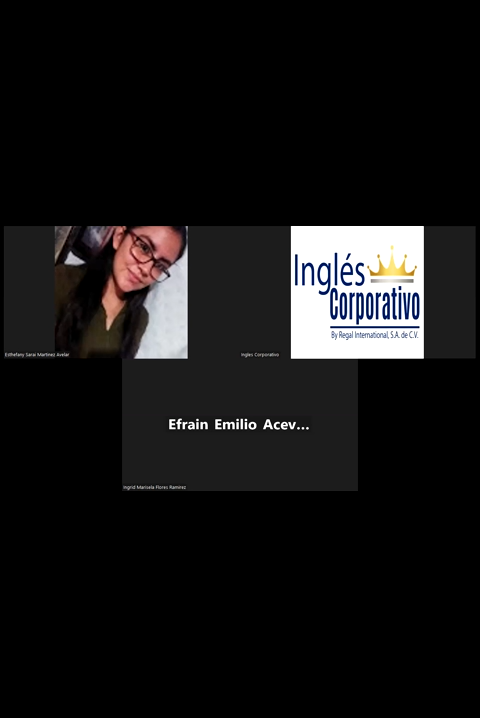 Inglés
Corporativo
By Regal International, S.A. de C.V.
Esthefany Sarai Martinez Avelar
Ingles Corporativo
Efrain Emilio Acev...
Ingrid Marisela Flores Ramirez